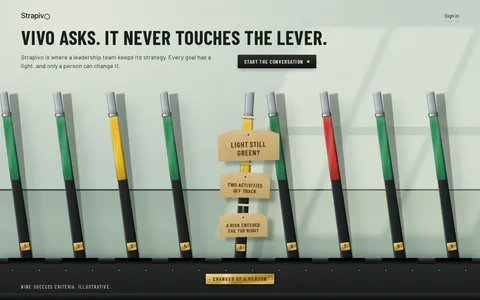 Strapivo
Sign in
VIVO ASKS. IT NEVER TOUCHES THE LEVER.
Strapivo is where a leadership team keeps its strategy. Every goal has a
light, and only a person can change it.
START THE CONVERSATION
LIGHT STILL
GREEN?
TWO ACTIVITIES
OFF TRACK
A RISK ENTERED
THE TOP RIGHT
CHANGED BY A PERSON
NINE SUCCESS CRITERIA. ILLUSTRATIVE.